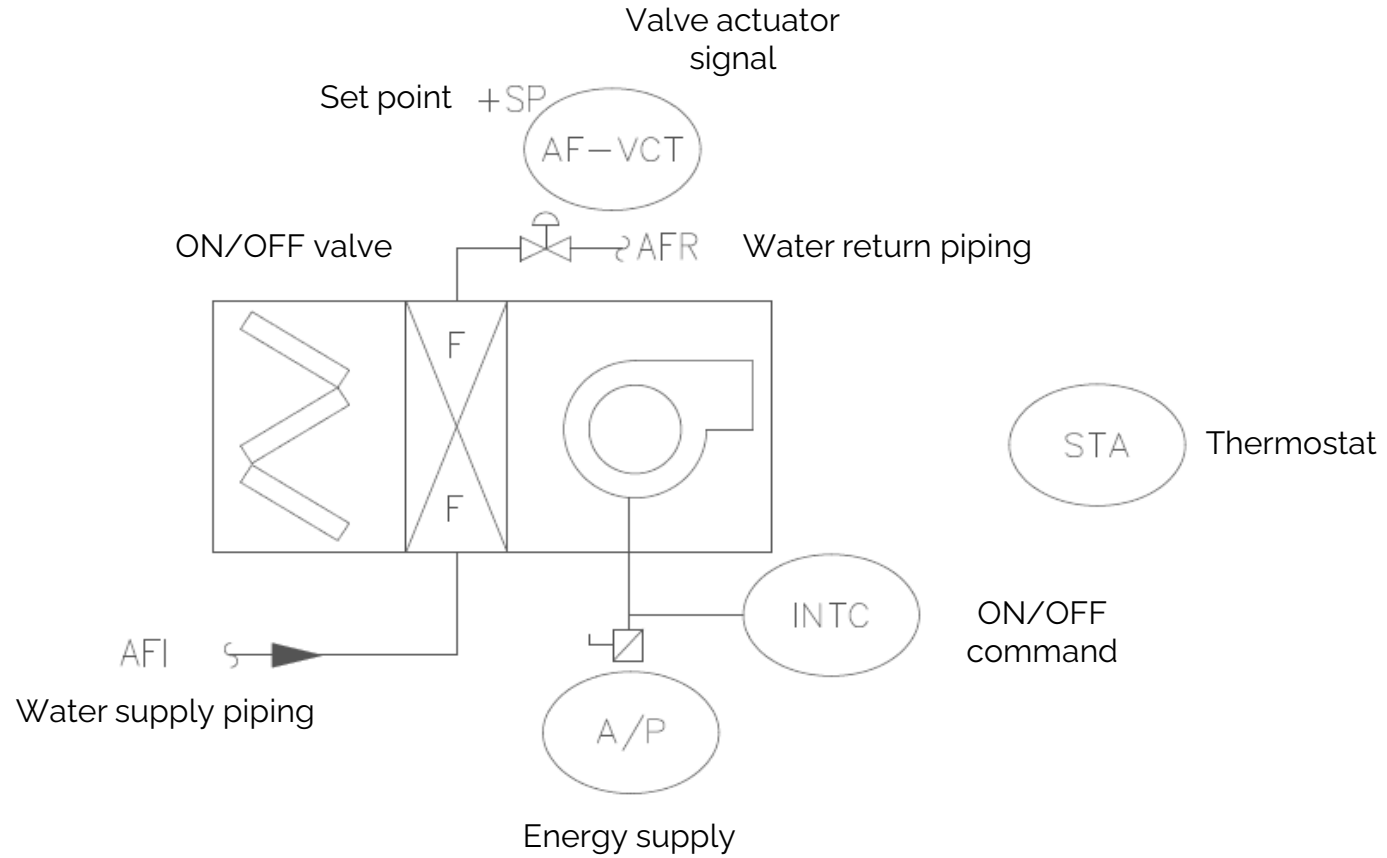 Valve actuator
signal
Set point +SP
AF-VCT
ON/OFF valve
AFR Water return piping
F
F
STA Thermostat
INTC
ON/OFF
command
AFI
Water supply piping
A/P
Energy supply